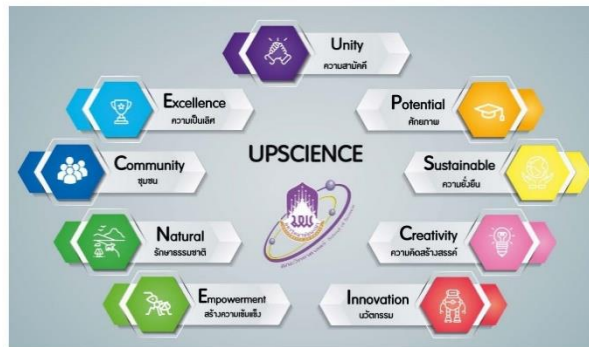 Unity
ความสามัคคี
Potential
ศักยภาพ
Sustainable
ความยั่งยืน
Creativity
ความคิดสร้างสรรค์
Innovation
นวัตกรรม
Empowerment
สร้างความเข้มแข็ง
Natural
รักษาธรรมชาติ
Community
ชุมชน
Excellence
ความเป็นเลิศ
UPSCIENCE